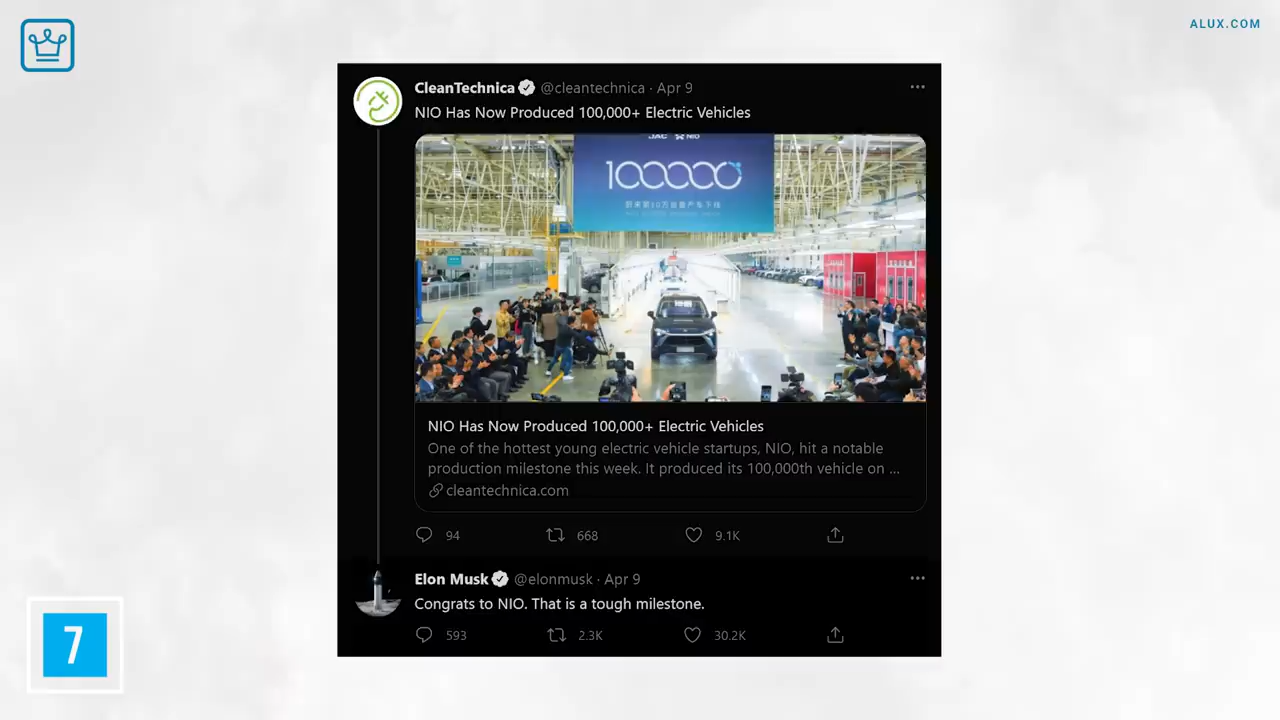 ALUX.COM
CleanTechnica @cleantechnica · Apr 9
NIO Has Now Produced 100,000+ Electric Vehicles
JAC NIO
100000
NIO Has Now Produced 100,000+ Electric Vehicles
One of the hottest young electric vehicle startups, NIO, hit a notable
production milestone this week. It produced its 100,000th vehicle on ...
cleantechnica.com
94 668 9.1K
Elon Musk @elonmusk · Apr 9
Congrats to NIO. That is a tough milestone.
593 2.3K 30.2K
7